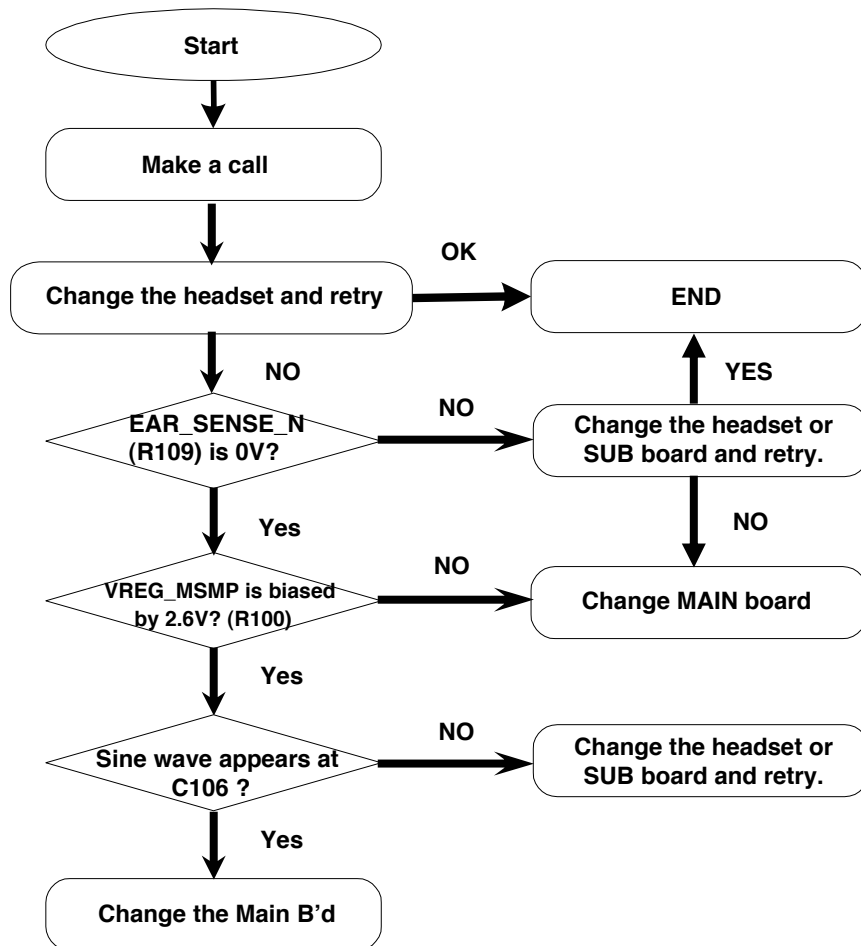 Start
Make a call
Change the headset and retry
OK
END
NO
YES
EAR_SENSE_N
(R109) is 0V?
NO
Change the headset or
SUB board and retry.
Yes
NO
VREG_MSMP is biased
by 2.6V? (R100)
NO
Change MAIN board
Yes
Sine wave appears at
C106 ?
NO
Change the headset or
SUB board and retry.
Yes
Change the Main B’d